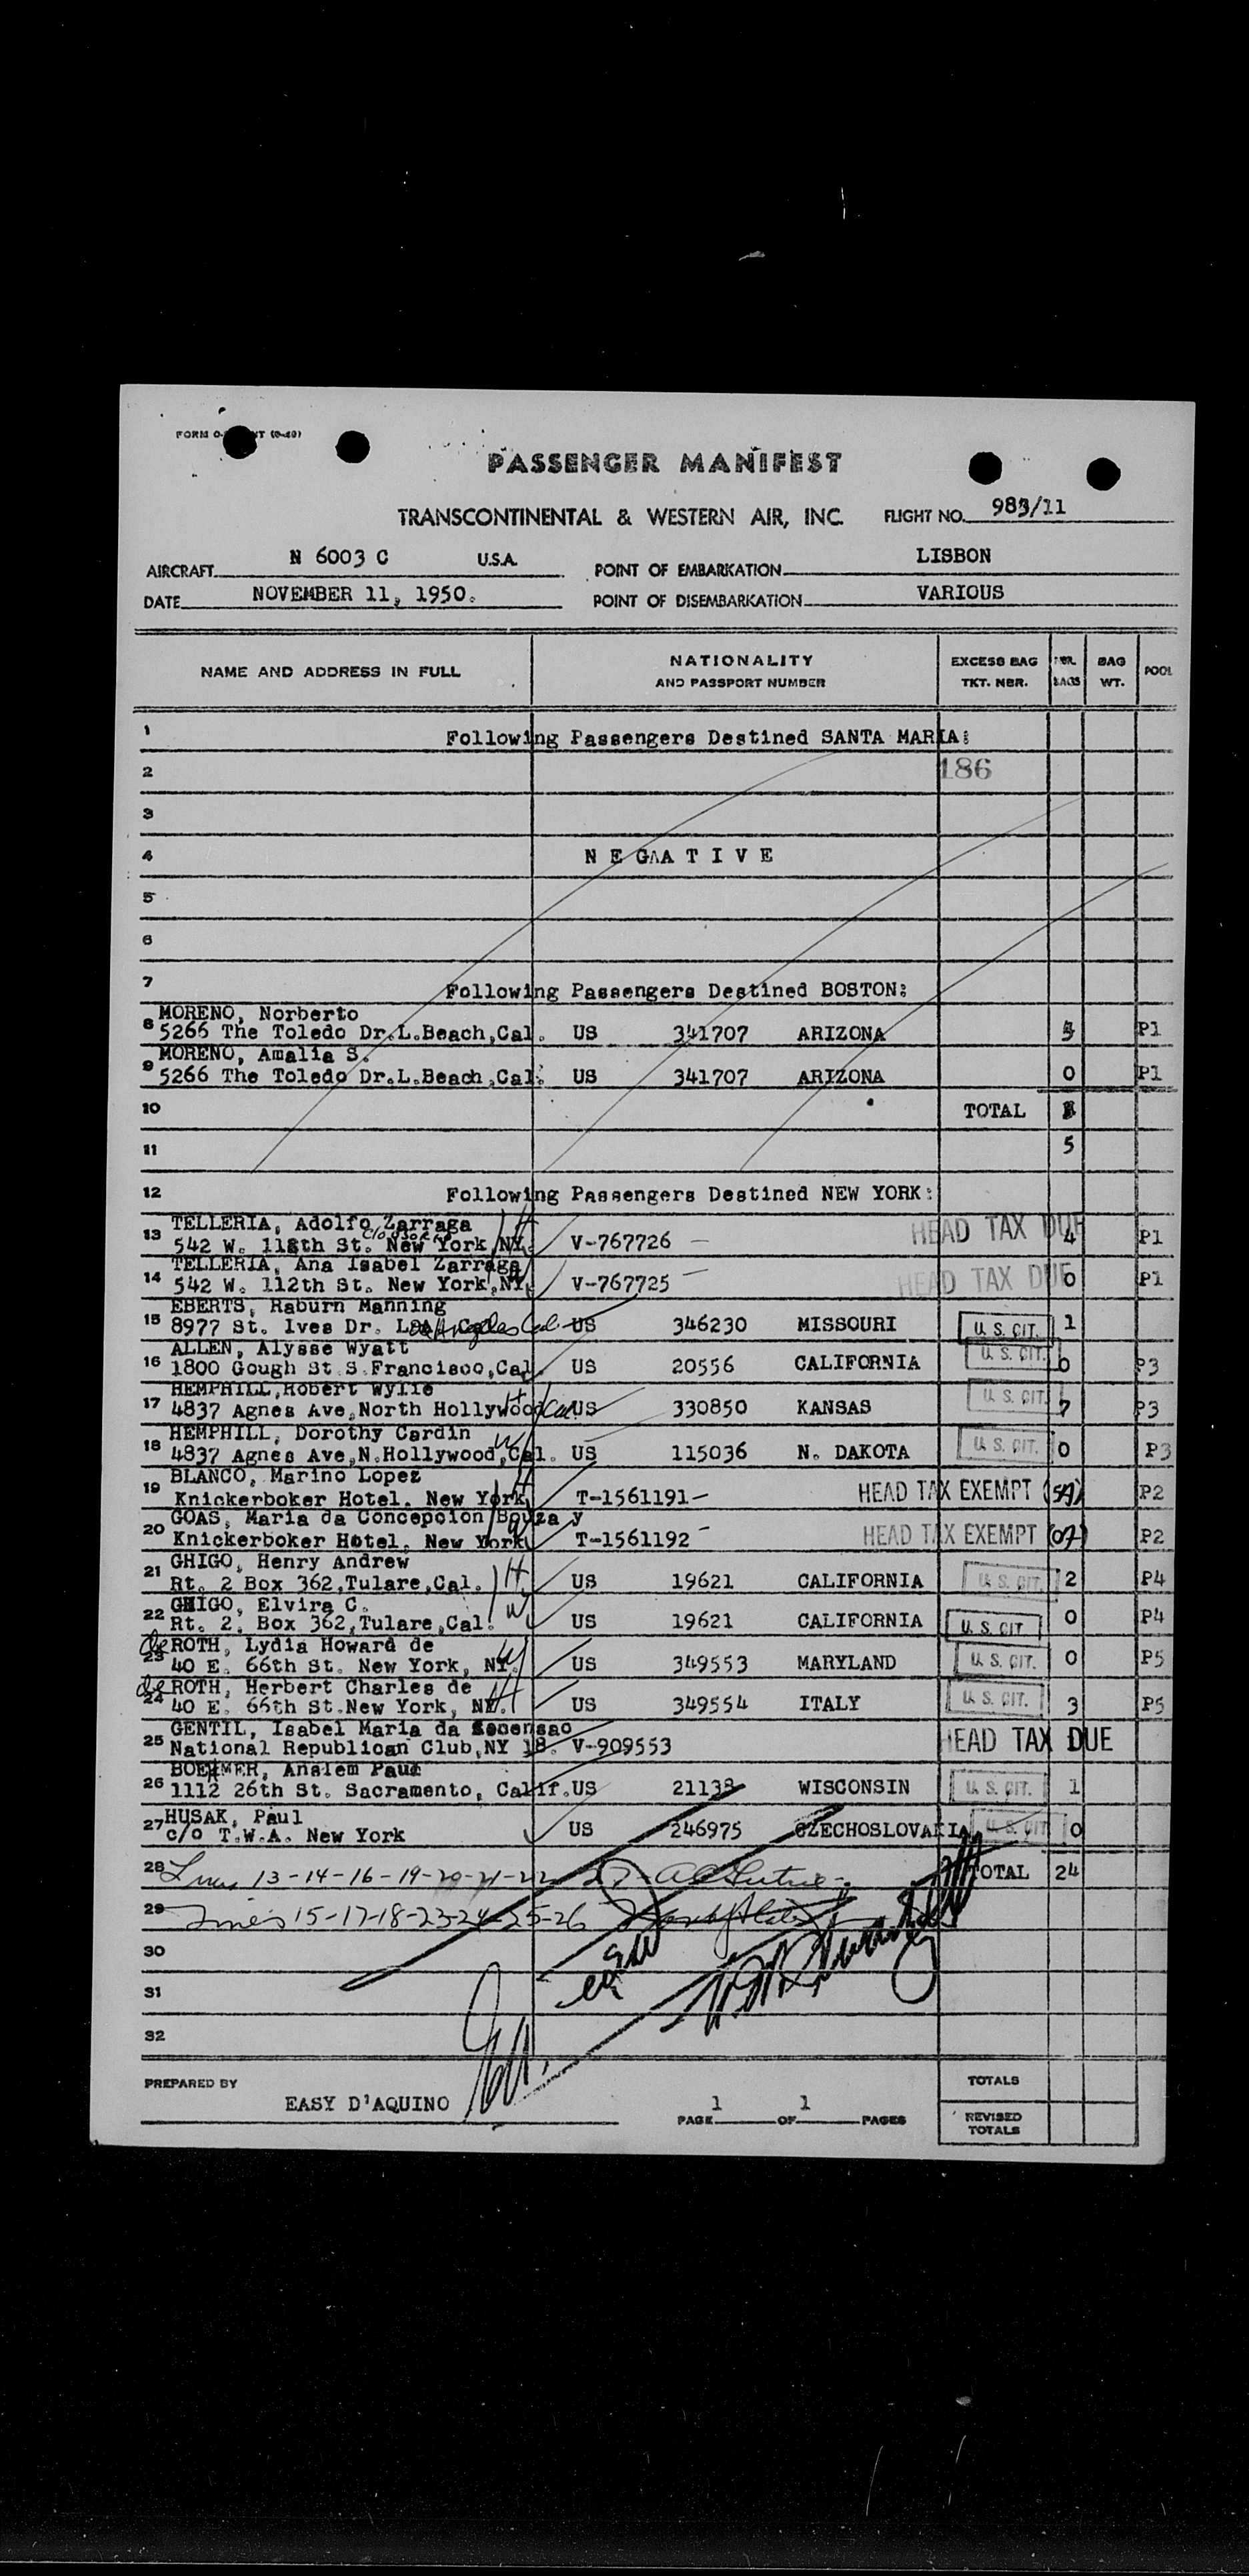 PASSENGER MANIFEST
TRANSCONTINENTAL & WESTERN AIR, INC. FLIGHT NO. 983/11
AIRCRAFT N 6003 C U.S.A. POINT OF EMBARKATION LISBON
DATE NOVEMBER 11, 1950. POINT OF DISEMBARKATION VARIOUS
NAME AND ADDRESS IN FULL NATIONALITY AND PASSPORT NUMBER EXCESS BAG TKT. NBR. NBR. BAGS BAG WT. POOL
1 Following Passengers Destined SANTA MARIA:
2 186
3
4 N E G A T I V E
5
6
7 Following Passengers Destined BOSTON:
MORENO, Norberto
8 5266 The Toledo Dr.L.Beach,Cal. US 341707 ARIZONA P1
MORENO, Amalia S.
9 5266 The Toledo Dr.L.Beach,Cal. US 341707 ARIZONA 0 P1
10 TOTAL
11 5
12 Following Passengers Destined NEW YORK:
TELLERIA, Adolfo Zarraga
13 542 W. 112th St. New York,NY. V-767726 — HEAD TAX DUE 4 P1
TELLERIA, Ana Isabel Zarraga
14 542 W. 112th St. New York,NY. V-767725 — HEAD TAX DUE 0 P1
EBERTS, Raburn Manning
15 8977 St. Ives Dr. Los Angeles Cal US 346230 MISSOURI U. S. CIT. 1
ALLEN, Alysse Wyatt
16 1800 Gough St.S.Francisco,Cal. US 20556 CALIFORNIA U. S. CIT. 0 P3
HEMPHILL,Robert Wylie
17 4837 Agnes Ave,North Hollywood Cal US 330850 KANSAS U. S. CIT. 7 P3
HEMPHILL, Dorothy Cardin
18 4837 Agnes Ave,N.Hollywood,Cal. US 115036 N. DAKOTA U. S. CIT. 0 P3
BLANCO, Marino Lopez
19 Knickerboker Hotel. New York T-1561191 — HEAD TAX EXEMPT P2
GOAS, Maria da Concepcion Bouza y
20 Knickerboker Hotel. New York T-1561192 — HEAD TAX EXEMPT P2
GHIGO, Henry Andrew
21 Rt. 2 Box 362,Tulare,Cal. H US 19621 CALIFORNIA U. S. CIT. 2 P4
GHIGO, Elvira C.
22 Rt. 2, Box 362,Tulare,Cal. W US 19621 CALIFORNIA U. S. CIT 0 P4
de ROTH, Lydia Howard de
23 40 E. 66th St. New York, NY. W US 349553 MARYLAND U. S. CIT. 0 P5
de ROTH, Herbert Charles de
24 40 E. 66th St.New York, NY. H US 349554 ITALY U. S. CIT. 3 P5
GENTIL, Isabel Maria da
25 National Republican Club,NY 18. V-909553 HEAD TAX DUE
BOEHMER, Analem Paul
26 1112 26th St. Sacramento, Calif.US 21138 WISCONSIN U. S. CIT. 1
HUSAK, Paul
27 c/o T.W.A. New York US 246975 CZECHOSLOVAKIA U. S. CIT 0
28 Lines 13-14-16-19-20-21-22 27 TOTAL 24
29 Lines 15-17-18-23-24-25-26
30
31
32
PREPARED BY EASY D'AQUINO PAGE 1 OF 1 PAGES TOTALS
REVISED TOTALS